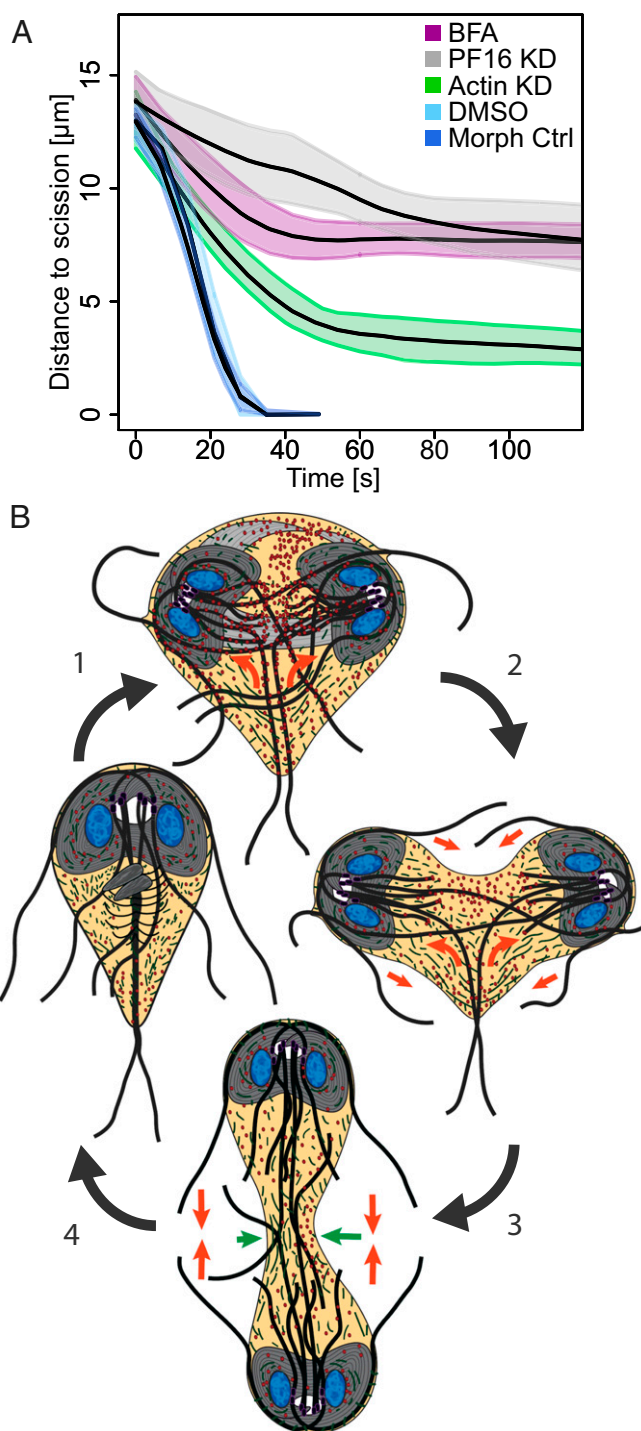 A
BFA
PF16 KD
Actin KD
DMSO
Morph Ctrl
Distance to scission [µm]
15
10
5
0
0 20 40 60 80 100
Time [s]
B
1
2
3
4